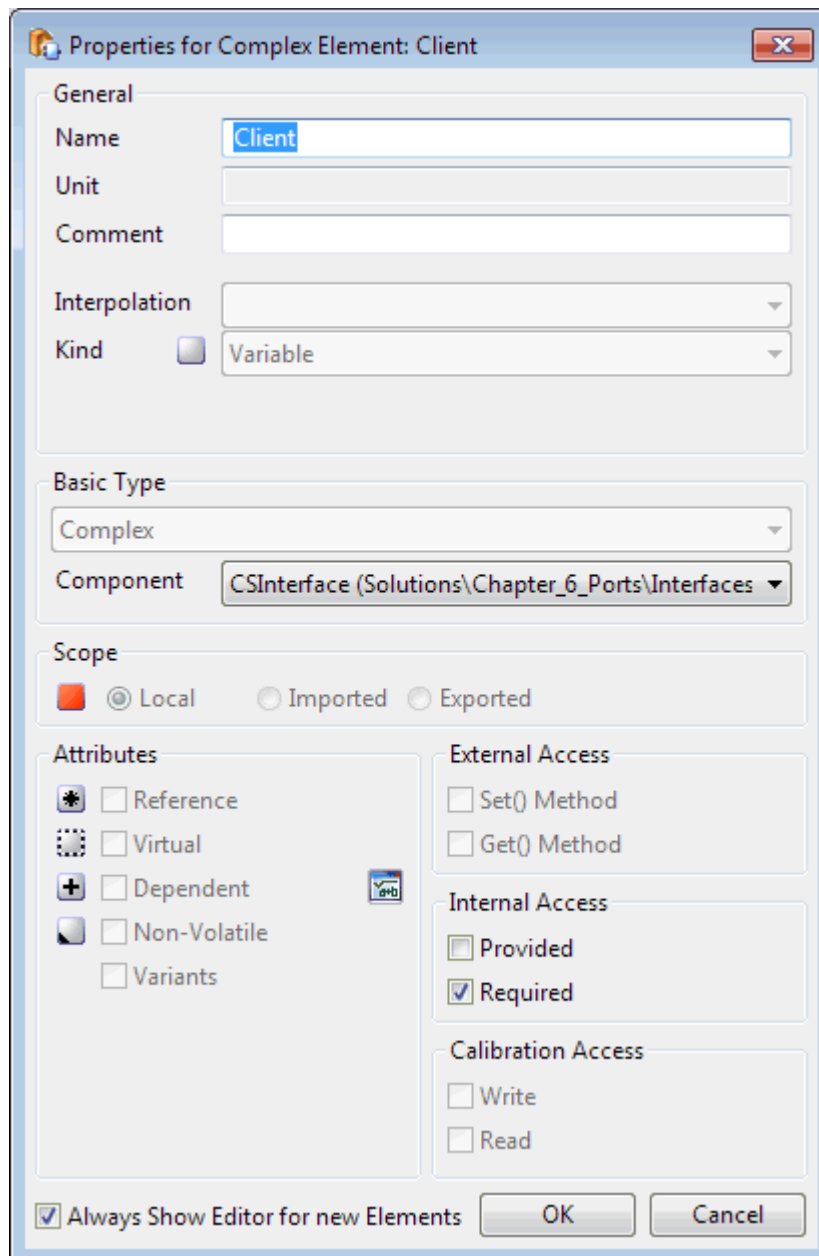 Properties for Complex Element: Client
General
Name Client
Unit
Comment
Interpolation
Kind Variable
Basic Type
Complex
Component CSInterface (Solutions\Chapter_6_Ports\Interfaces
Scope
Local Imported Exported
Attributes
Reference
Virtual
Dependent
Non-Volatile
Variants
External Access
Set() Method
Get() Method
Internal Access
Provided
Required
Calibration Access
Write
Read
Always Show Editor for new Elements OK Cancel